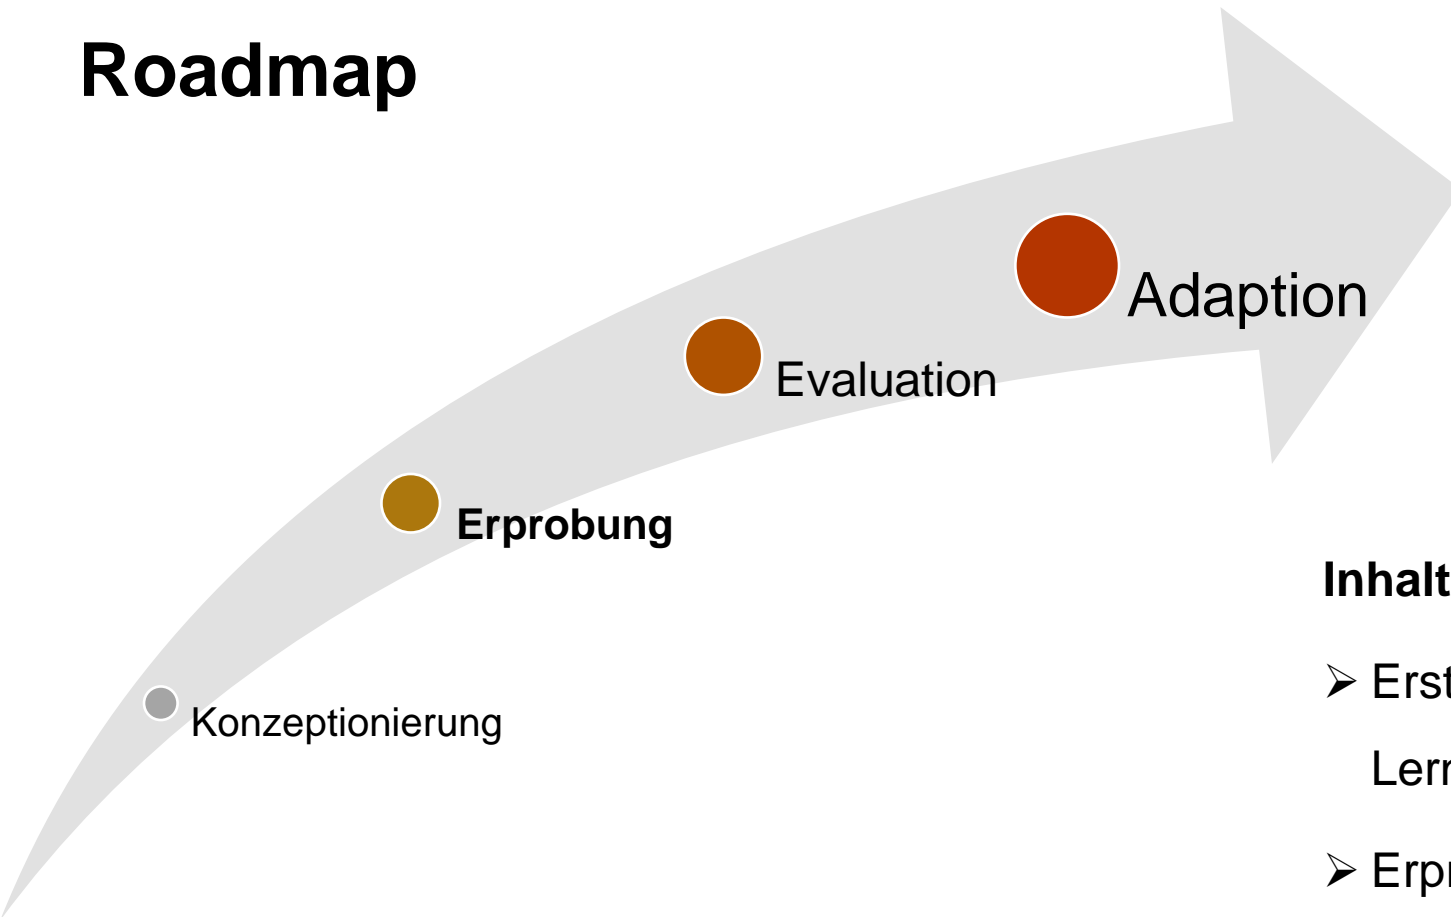 Roadmap
Adaption
Evaluation
Erprobung
Konzeptionierung
Inhalt